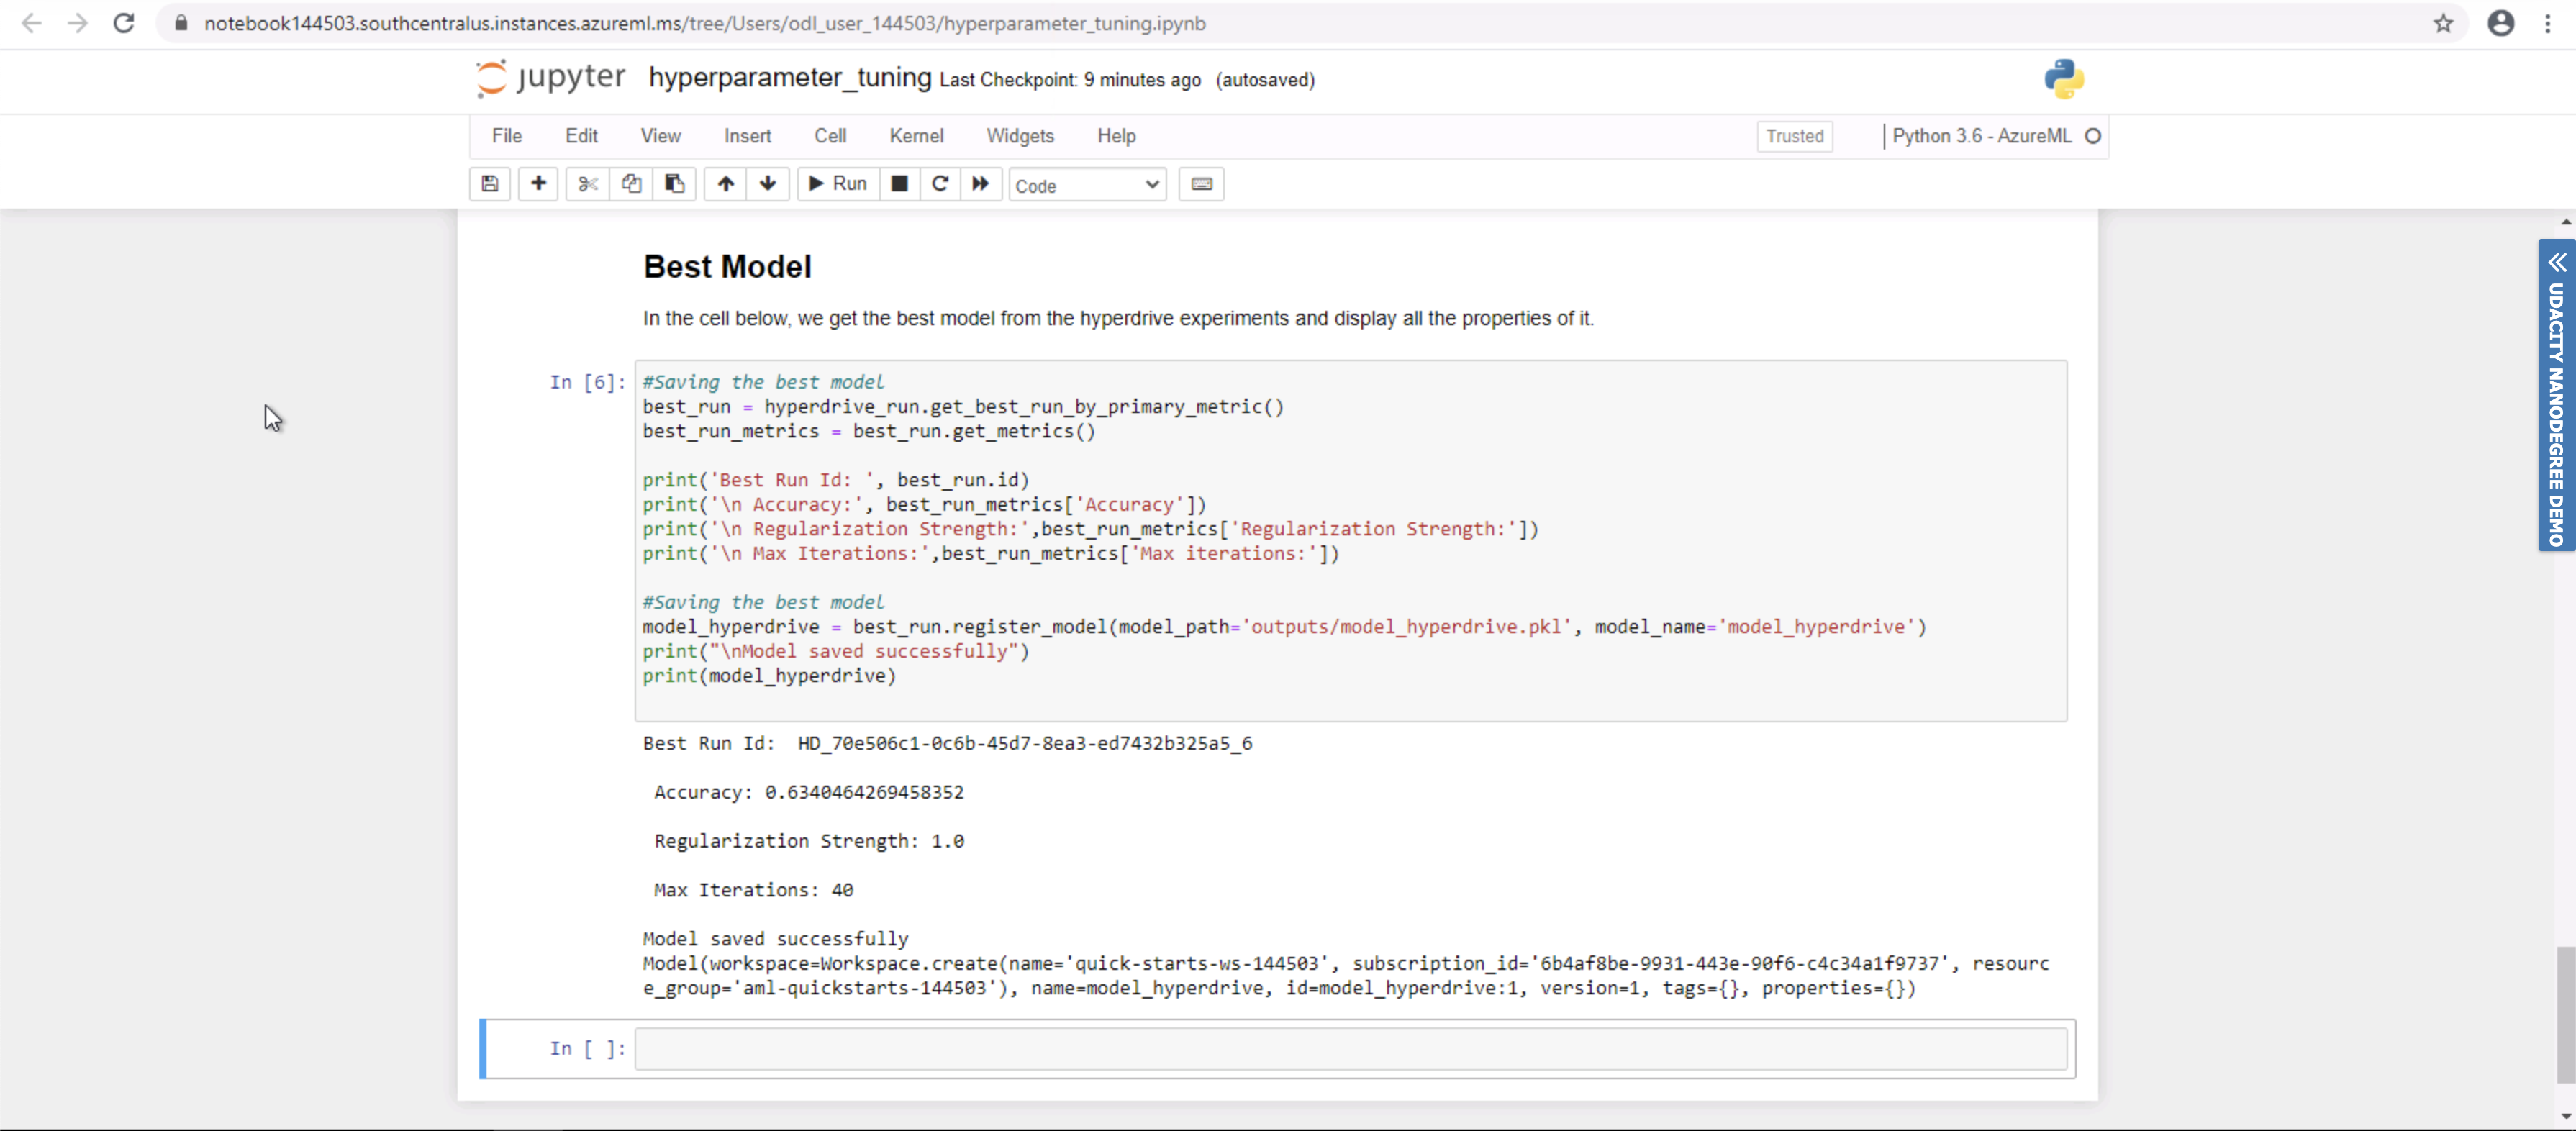 notebook144503.southcentralus.instances.azureml.ms/tree/Users/odl_user_144503/hyperparameter_tuning.ipynb
jupyter hyperparameter_tuning Last Checkpoint: 9 minutes ago (autosaved)
File Edit View Insert Cell Kernel Widgets Help Trusted Python 3.6 - AzureML
Run Code
Best Model
In the cell below, we get the best model from the hyperdrive experiments and display all the properties of it.
In [6]: #Saving the best model
best_run = hyperdrive_run.get_best_run_by_primary_metric()
best_run_metrics = best_run.get_metrics()
print('Best Run Id: ', best_run.id)
print('\n Accuracy:', best_run_metrics['Accuracy'])
print('\n Regularization Strength:',best_run_metrics['Regularization Strength:'])
print('\n Max Iterations:',best_run_metrics['Max iterations:'])
#Saving the best model
model_hyperdrive = best_run.register_model(model_path='outputs/model_hyperdrive.pkl', model_name='model_hyperdrive')
print("\nModel saved successfully")
print(model_hyperdrive)
Best Run Id:  HD_70e506c1-0c6b-45d7-8ea3-ed7432b325a5_6
Accuracy: 0.6340464269458352
Regularization Strength: 1.0
Max Iterations: 40
Model saved successfully
Model(workspace=Workspace.create(name='quick-starts-ws-144503', subscription_id='6b4af8be-9931-443e-90f6-c4c34a1f9737', resourc
e_group='aml-quickstarts-144503'), name=model_hyperdrive, id=model_hyperdrive:1, version=1, tags={}, properties={})
In [ ]:
UDACITY NANODEGREE DEMO